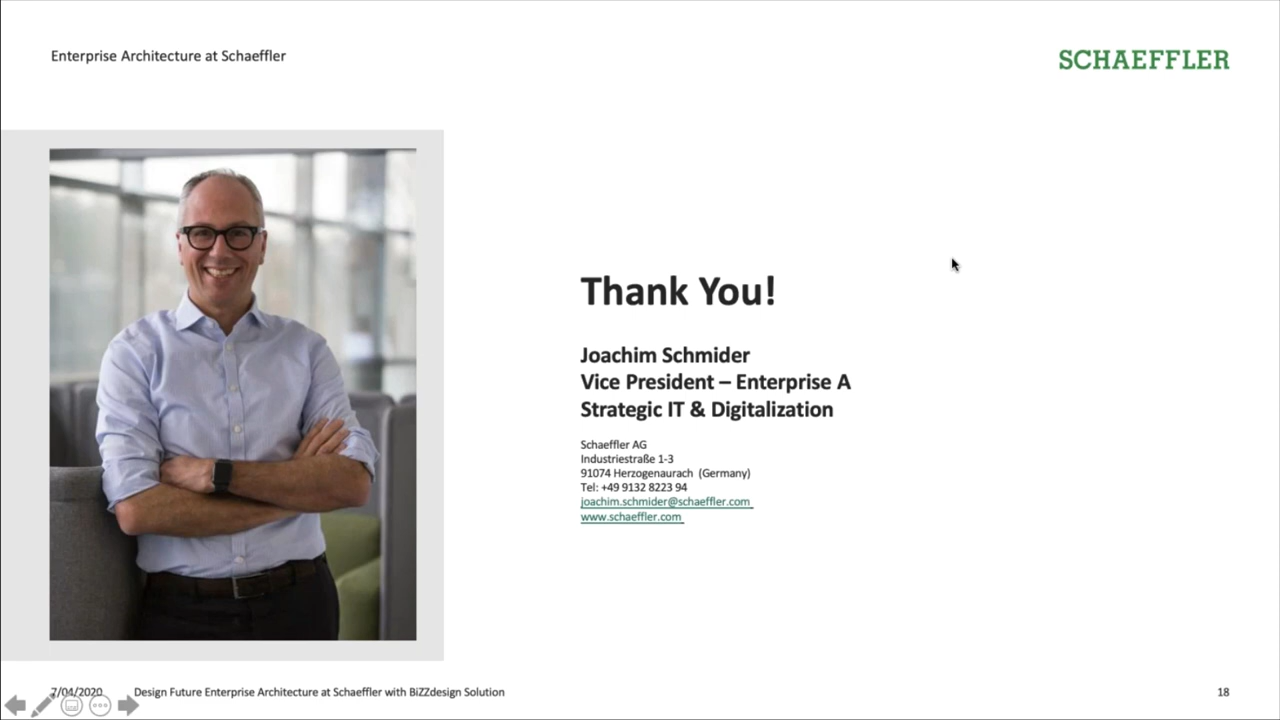 Enterprise Architecture at Schaeffler
SCHAEFFLER
Thank You!
Joachim Schmider
Vice President – Enterprise A
Strategic IT & Digitalization
Schaeffler AG
Industriestraße 1-3
91074 Herzogenaurach (Germany)
Tel: +49 9132 8223 94
joachim.schmider@schaeffler.com
www.schaeffler.com
7/04/2020 Design Future Enterprise Architecture at Schaeffler with BiZZdesign Solution 18